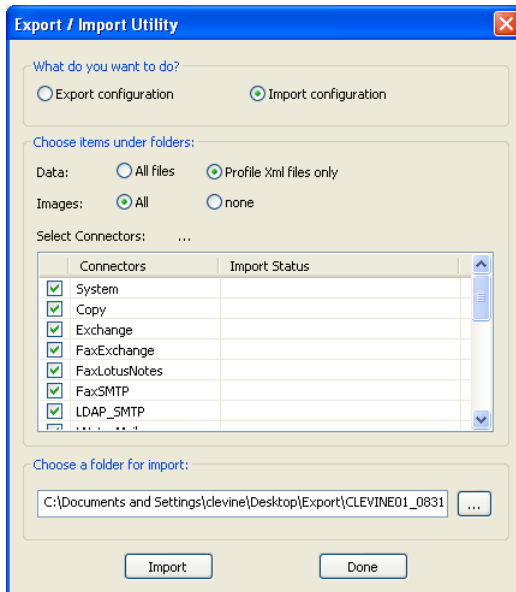 Export / Import Utility
What do you want to do?
Export configuration Import configuration
Choose items under folders:
Data: All files Profile Xml files only
Images: All none
Select Connectors: ...
Connectors Import Status
System
Copy
Exchange
FaxExchange
FaxLotusNotes
FaxSMTP
LDAP_SMTP
Choose a folder for import:
C:\Documents and Settings\clevine\Desktop\Export\CLEVINE01_0831 ...
Import Done